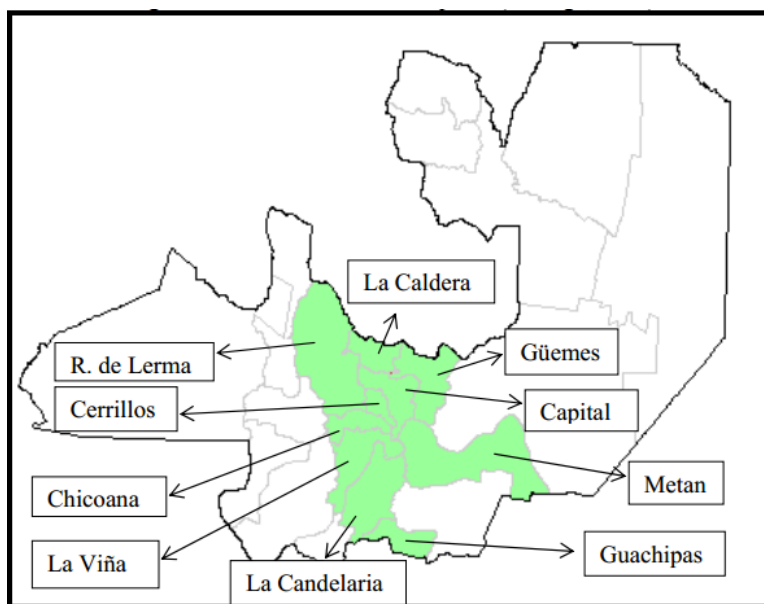 La Caldera
R. de Lerma
Güemes
Cerrillos
Capital
Chicoana
Metan
La Viña
Guachipas
La Candelaria